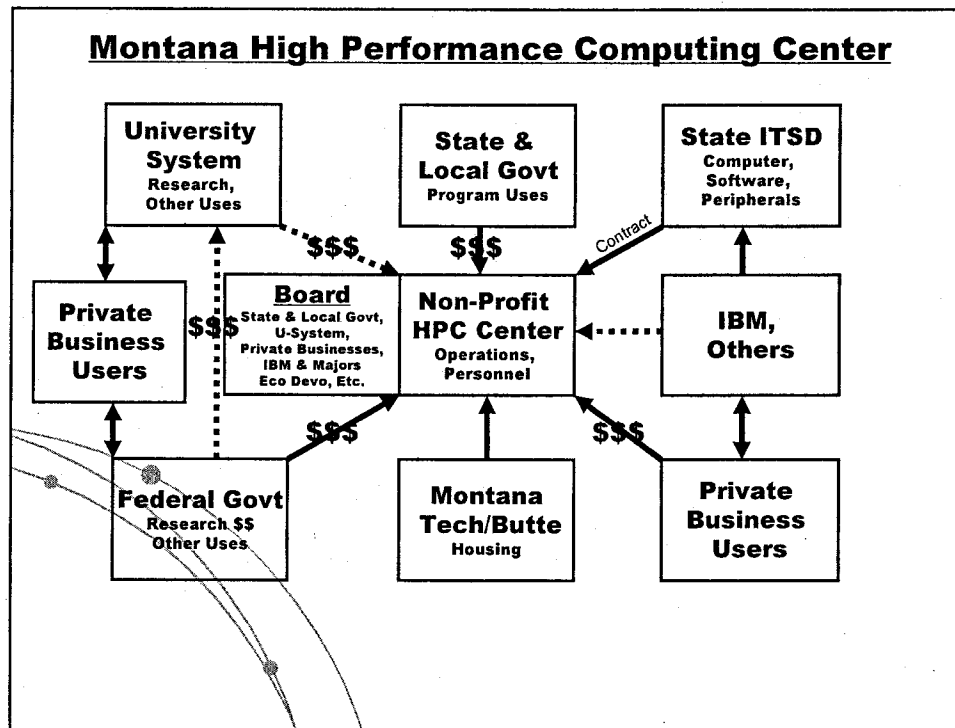 Montana High Performance Computing Center
University
System
Research,
Other Uses
State &
Local Govt
Program Uses
State ITSD
Computer,
Software,
Peripherals
$$$
$$$
Contract
Private
Business
Users
$$$
Board
State & Local Govt,
U-System,
Private Businesses,
IBM & Majors
Eco Devo, Etc.
Non-Profit
HPC Center
Operations,
Personnel
IBM,
Others
$$$
$$$
Federal Govt
Research $$
Other Uses
Montana
Tech/Butte
Housing
Private
Business
Users